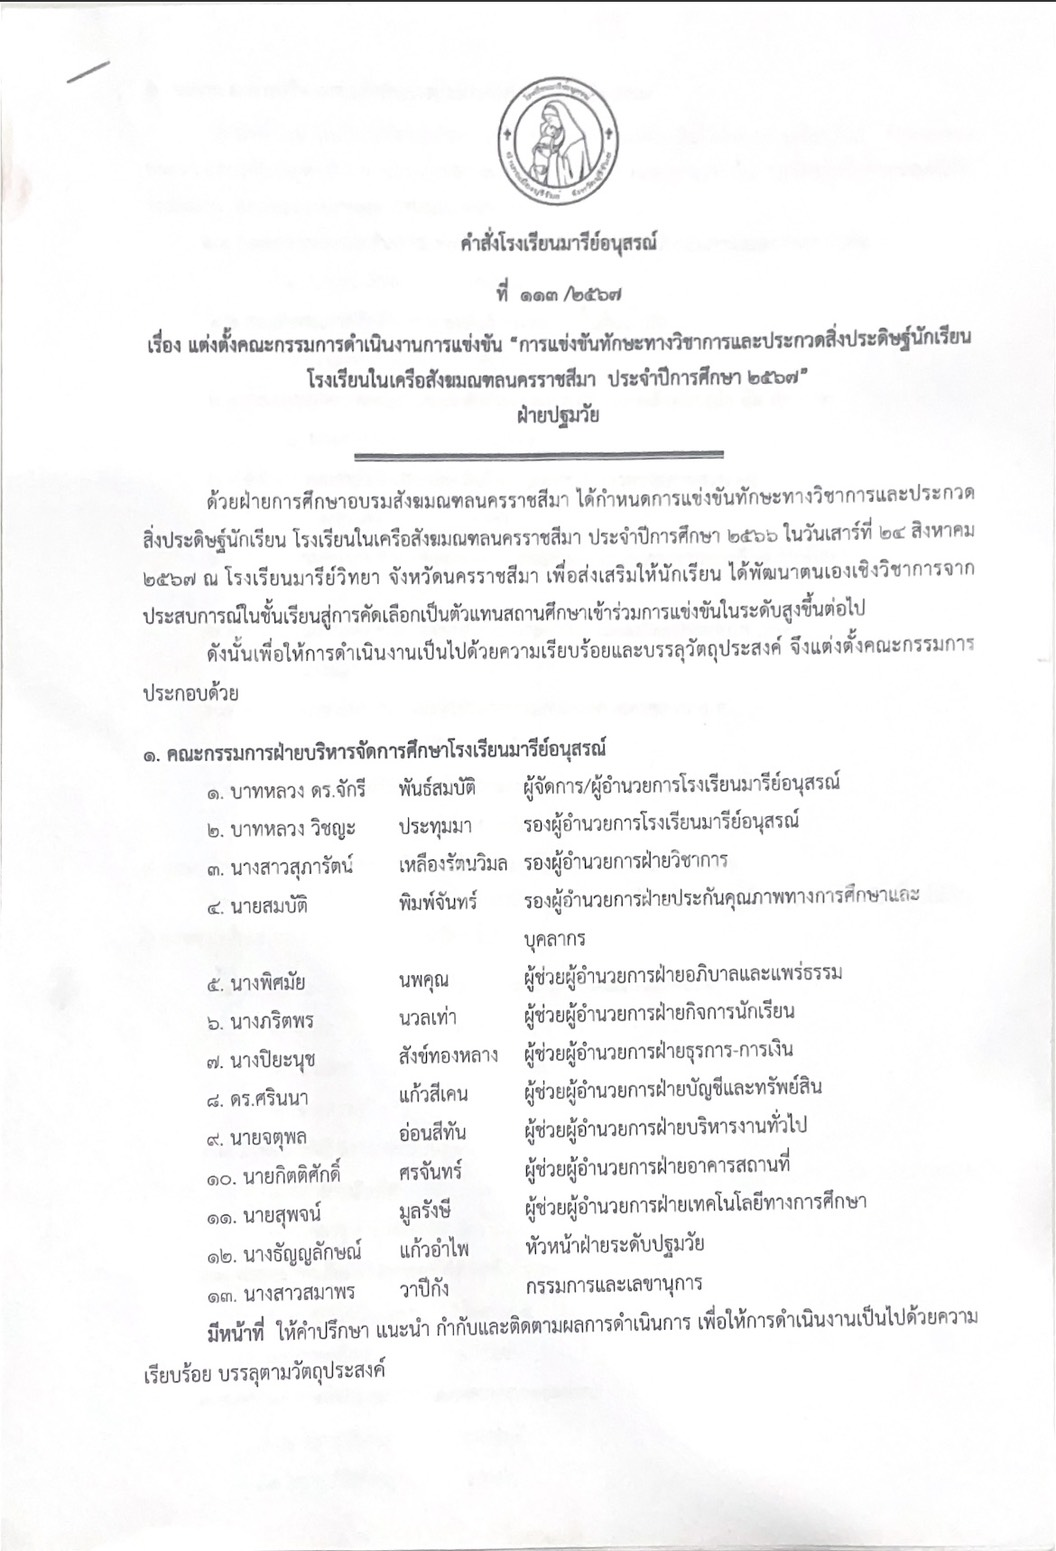 โรงเรียนมารีย์อนุสรณ์
อำเภอเมืองบุรีรัมย์ จังหวัดบุรีรัมย์
คำสั่งโรงเรียนมารีย์อนุสรณ์
ที่ ๑๑๓ /๒๕๖๗
เรื่อง แต่งตั้งคณะกรรมการดำเนินงานการแข่งขัน "การแข่งขันทักษะทางวิชาการและประกวดสิ่งประดิษฐ์นักเรียน
โรงเรียนในเครือสังฆมณฑลนครราชสีมา ประจำปีการศึกษา ๒๕๖๗"
ฝ่ายปฐมวัย
ด้วยฝ่ายการศึกษาอบรมสังฆมณฑลนครราชสีมา ได้กำหนดการแข่งขันทักษะทางวิชาการและประกวด
สิ่งประดิษฐ์นักเรียน โรงเรียนในเครือสังฆมณฑลนครราชสีมา ประจำปีการศึกษา ๒๕๖๖ ในวันเสาร์ที่ ๒๔ สิงหาคม
๒๕๖๗ ณ โรงเรียนมารีย์วิทยา จังหวัดนครราชสีมา เพื่อส่งเสริมให้นักเรียน ได้พัฒนาตนเองเชิงวิชาการจาก
ประสบการณ์ในชั้นเรียนสู่การคัดเลือกเป็นตัวแทนสถานศึกษาเข้าร่วมการแข่งขันในระดับสูงขึ้นต่อไป
ดังนั้นเพื่อให้การดำเนินงานเป็นไปด้วยความเรียบร้อยและบรรลุวัตถุประสงค์ จึงแต่งตั้งคณะกรรมการ
ประกอบด้วย
๑. คณะกรรมการฝ่ายบริหารจัดการศึกษาโรงเรียนมารีย์อนุสรณ์
๑. บาทหลวง ดร.จักรี พันธ์สมบัติ ผู้จัดการ/ผู้อำนวยการโรงเรียนมารีย์อนุสรณ์
๒. บาทหลวง วิชญะ ประทุมมา รองผู้อำนวยการโรงเรียนมารีย์อนุสรณ์
๓. นางสาวสุภารัตน์ เหลืองรัตนวิมล รองผู้อำนวยการฝ่ายวิชาการ
๔. นายสมบัติ พิมพ์จันทร์ รองผู้อำนวยการฝ่ายประกันคุณภาพทางการศึกษาและ
บุคลากร
๕. นางพิศมัย นพคุณ ผู้ช่วยผู้อำนวยการฝ่ายอภิบาลและแพร่ธรรม
๖. นางภริตพร นวลเท่า ผู้ช่วยผู้อำนวยการฝ่ายกิจการนักเรียน
๗. นางปิยะนุช สังข์ทองหลาง ผู้ช่วยผู้อำนวยการฝ่ายธุรการ-การเงิน
๘. ดร.ศรินนา แก้วสีเคน ผู้ช่วยผู้อำนวยการฝ่ายบัญชีและทรัพย์สิน
๙. นายจตุพล อ่อนสีทัน ผู้ช่วยผู้อำนวยการฝ่ายบริหารงานทั่วไป
๑๐. นายกิตติศักดิ์ ศรจันทร์ ผู้ช่วยผู้อำนวยการฝ่ายอาคารสถานที่
๑๑. นายสุพจน์ มูลรังษี ผู้ช่วยผู้อำนวยการฝ่ายเทคโนโลยีทางการศึกษา
๑๒. นางธัญญลักษณ์ แก้วอำไพ หัวหน้าฝ่ายระดับปฐมวัย
๑๓. นางสาวสมาพร วาปีกัง กรรมการและเลขานุการ
มีหน้าที่ ให้คำปรึกษา แนะนำ กำกับและติดตามผลการดำเนินการ เพื่อให้การดำเนินงานเป็นไปด้วยความ
เรียบร้อย บรรลุตามวัตถุประสงค์